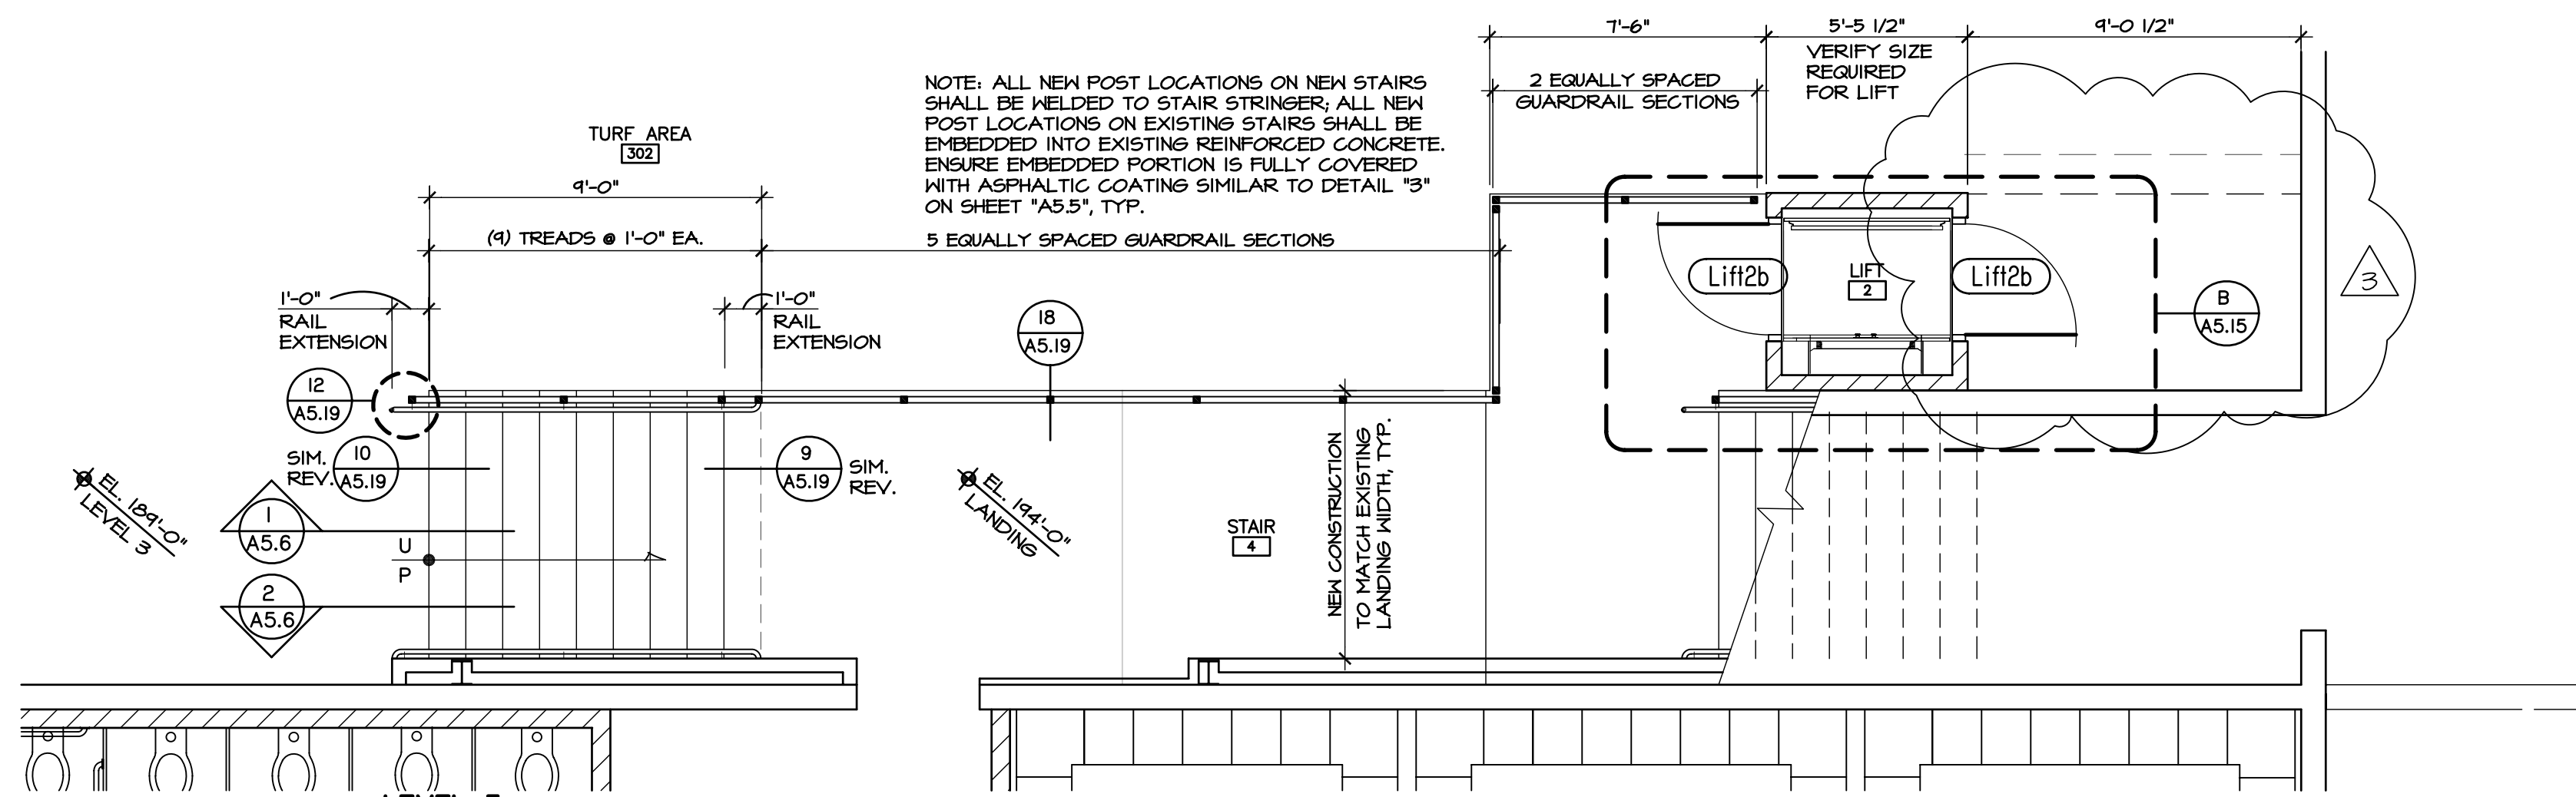 7'-6"
5'-5 1/2"
9'-0 1/2"
VERIFY SIZE
REQUIRED
FOR LIFT
2 EQUALLY SPACED
GUARDRAIL SECTIONS
NOTE: ALL NEW POST LOCATIONS ON NEW STAIRS
SHALL BE WELDED TO STAIR STRINGER; ALL NEW
POST LOCATIONS ON EXISTING STAIRS SHALL BE
EMBEDDED INTO EXISTING REINFORCED CONCRETE.
ENSURE EMBEDDED PORTION IS FULLY COVERED
WITH ASPHALTIC COATING SIMILAR TO DETAIL "3"
ON SHEET "A5.5", TYP.
TURF AREA
302
9'-0"
(9) TREADS @ 1'-0" EA.
5 EQUALLY SPACED GUARDRAIL SECTIONS
1'-0"
RAIL
EXTENSION
1'-0"
RAIL
EXTENSION
18
A5.19
Lift2b
LIFT
2
Lift2b
3
B
A5.15
12
A5.19
SIM.
REV.
10
A5.19
9
A5.19
SIM.
REV.
EL. 189'-0"
LEVEL 3
EL. 194'-0"
LANDING
1
A5.6
2
A5.6
U
P
STAIR
4
NEW CONSTRUCTION
TO MATCH EXISTING
LANDING WIDTH, TYP.